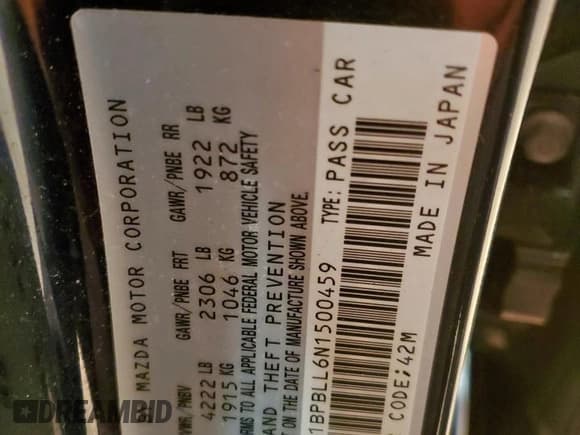 BY MAZDA MOTOR CORPORATION
GVWR/PNBV GAWR/PNBE FRT GAWR/PNBE RR
4222 LB 2306 LB 1922 LB
1915 KG 1046 KG 872 KG
TO ALL APPLICABLE FEDERAL MOTOR VEHICLE SAFETY
AND THEFT PREVENTION
ON THE DATE OF MANUFACTURE SHOWN ABOVE.
1BPBLL6N1500459 TYPE: PASS CAR
CODE;42M MADE IN JAPAN
DREAMBID